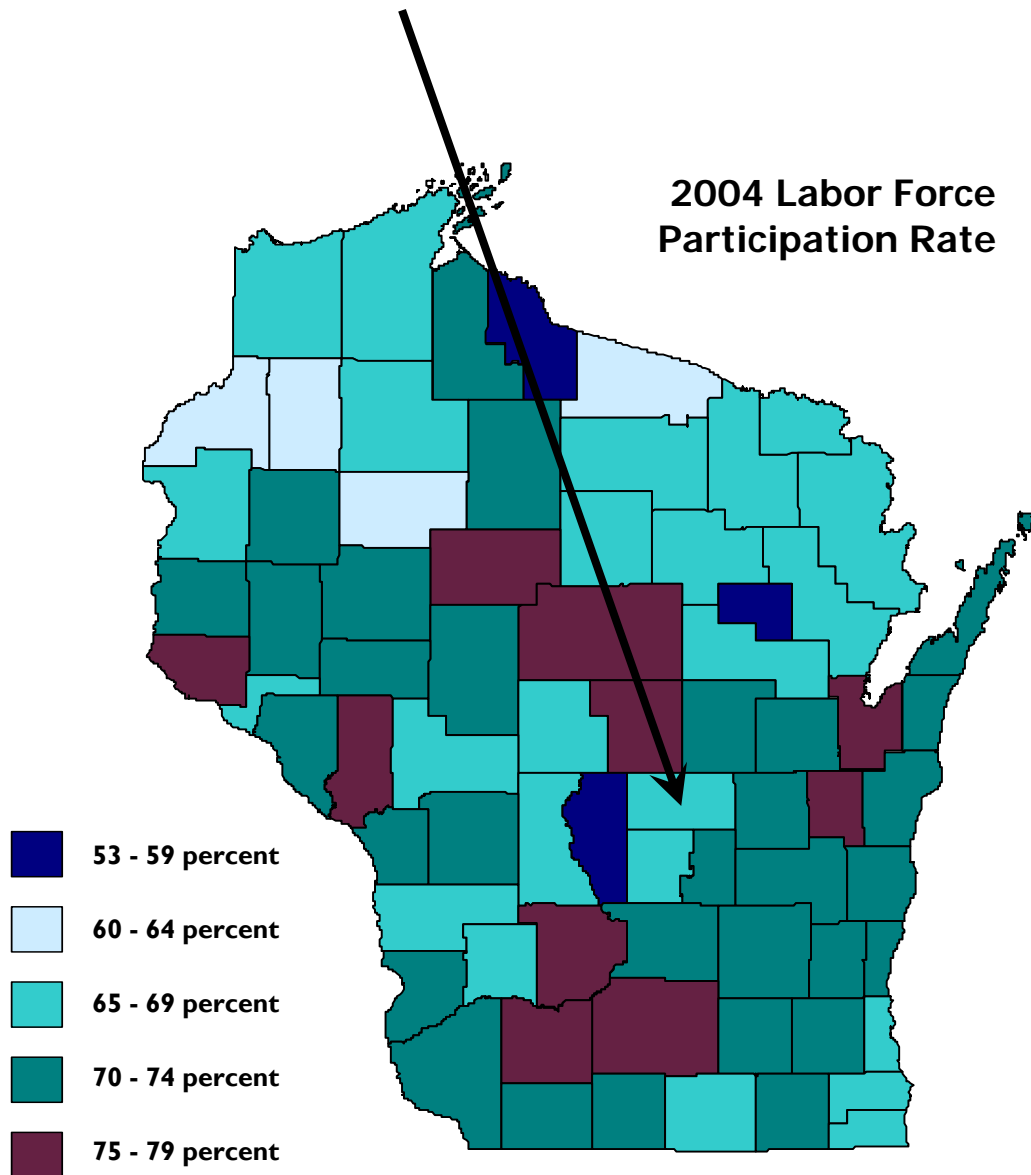 2004 Labor Force
Participation Rate
53 - 59 percent
60 - 64 percent
65 - 69 percent
70 - 74 percent
75 - 79 percent